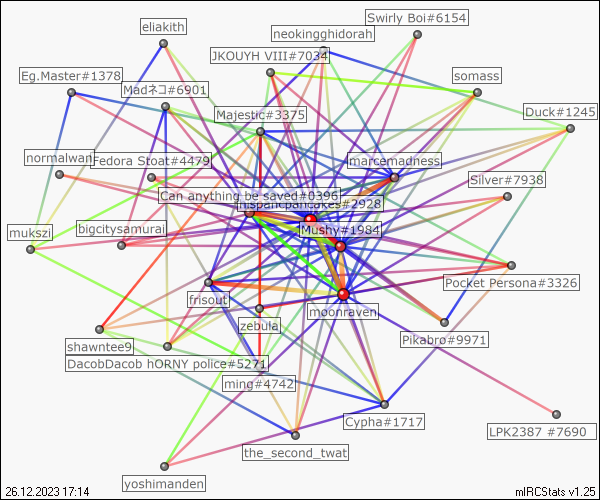 Swirly Boi#6154
eliakith
neokingghidorah
JKOUYH VIII#7034
Eg.Master#1378
somass
Madネコ#6901
Majestic#3375
Duck#1245
normalwan
Fedora Stoat#4479
marcemadness
Silver#7938
Can anything be saved#0396
#2928
mukszi
bigcitysamurai
Mushy#1984
Pocket Persona#3326
frisout
moonraven
zebula
Pikabro#9971
shawntee9
DacobDacob hORNY police#5271
ming#4742
Cypha#1717
LPK2387 #7690
the_second_twat
yoshimanden
26.12.2023 17:14
mIRCStats v1.25